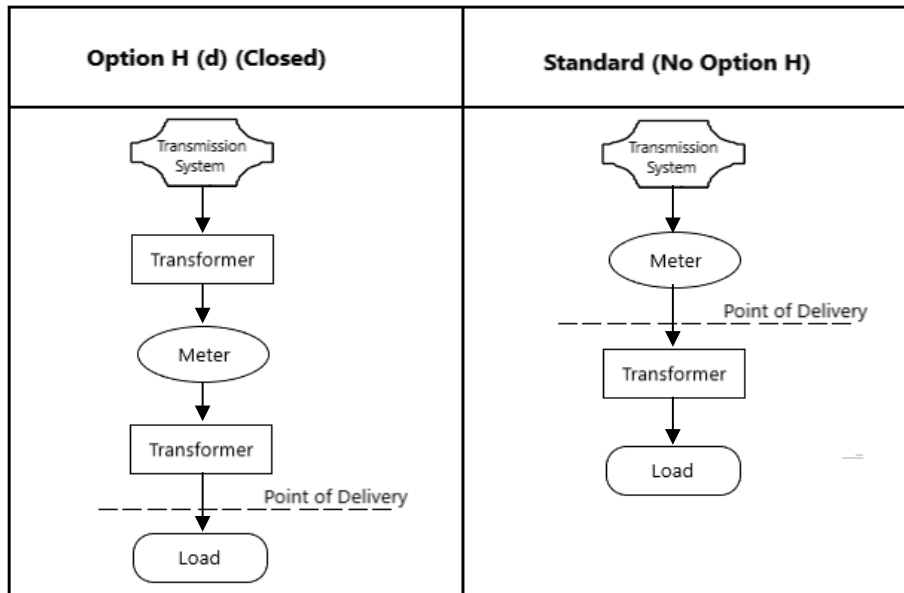 Option H (d) (Closed)
Standard (No Option H)
Transmission
System
Transformer
Meter
Transformer
Point of Delivery
Load
Transmission
System
Meter
Point of Delivery
Transformer
Load